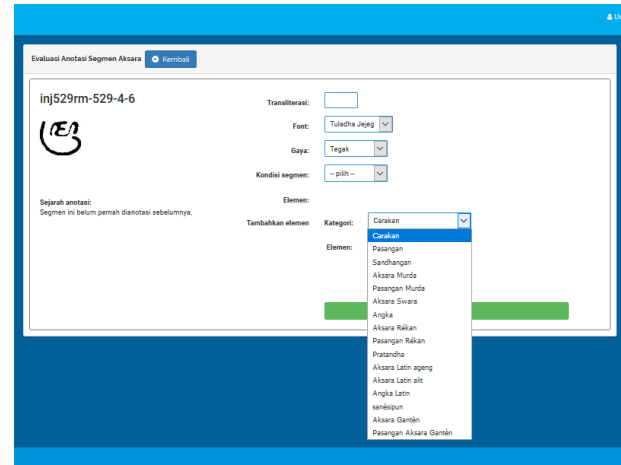 Evaluasi Anotasi Segmen Aksara
Kembali
inj529rm-529-4-6
Transliterasi:
Font:
Tuladha Jejeg
Gaya:
Tegak
Kondisi segmen:
-- pilih --
Sejarah anotasi:
Segmen ini belum pernah dianotasi sebelumnya.
Elemen:
Tambahkan elemen
Kategori:
Carakan
Elemen:
Carakan
Pasangan
Sandhangan
Aksara Murda
Pasangan Murda
Aksara Swara
Angka
Aksara Rékan
Pasangan Rékan
Pratandha
Aksara Latin ageng
Aksara Latin alit
Angka Latin
sanèsipun
Aksara Gantèn
Pasangan Aksara Gantèn